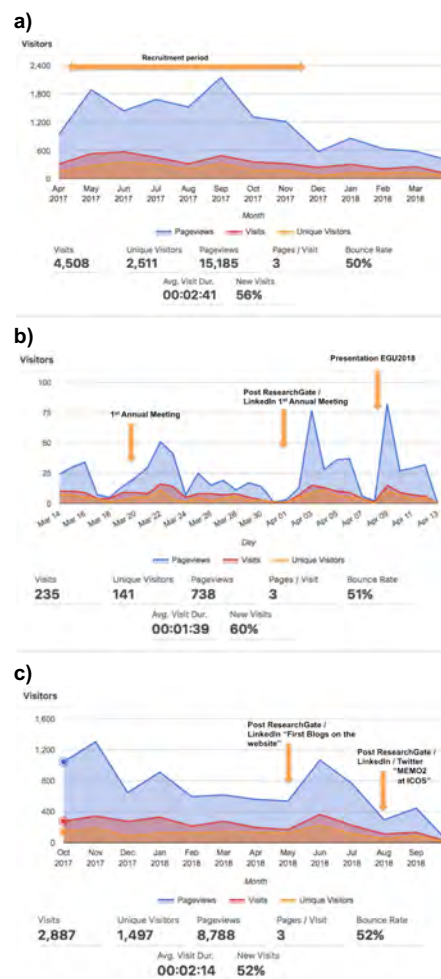 a)
Visitors
2,400
Recruitment period
1,800
1,200
600
0
Apr 2017 May 2017 Jun 2017 Jul 2017 Aug 2017 Sep 2017 Oct 2017 Nov 2017 Dec 2017 Jan 2018 Feb 2018 Mar 2018
Month
Pageviews Visits Unique Visitors
Visits Unique Visitors Pageviews Pages / Visit Bounce Rate
4,508 2,511 15,185 3 50%
Avg. Visit Dur. New Visits
00:02:41 56%
b)
Visitors
Presentation EGU2018
100
Post ResearchGate /
LinkedIn 1st Annual Meeting
1st Annual Meeting
75
50
25
0
Mar 14 Mar 16 Mar 18 Mar 20 Mar 22 Mar 24 Mar 26 Mar 28 Mar 30 Apr 01 Apr 03 Apr 05 Apr 07 Apr 09 Apr 11 Apr 13
Day
Pageviews Visits Unique Visitors
Visits Unique Visitors Pageviews Pages / Visit Bounce Rate
235 141 738 3 51%
Avg. Visit Dur. New Visits
00:01:39 60%
c)
Visitors
1,600
Post ResearchGate /
LinkedIn "First Blogs on the
website"
1,200
Post ResearchGate /
LinkedIn / Twitter
"MEMO2
at ICOS"
800
400
0
Oct 2017 Nov 2017 Dec 2017 Jan 2018 Feb 2018 Mar 2018 Apr 2018 May 2018 Jun 2018 Jul 2018 Aug 2018 Sep 2018
Month
Pageviews Visits Unique Visitors
Visits Unique Visitors Pageviews Pages / Visit Bounce Rate
2,887 1,497 8,788 3 52%
Avg. Visit Dur. New Visits
00:02:14 52%